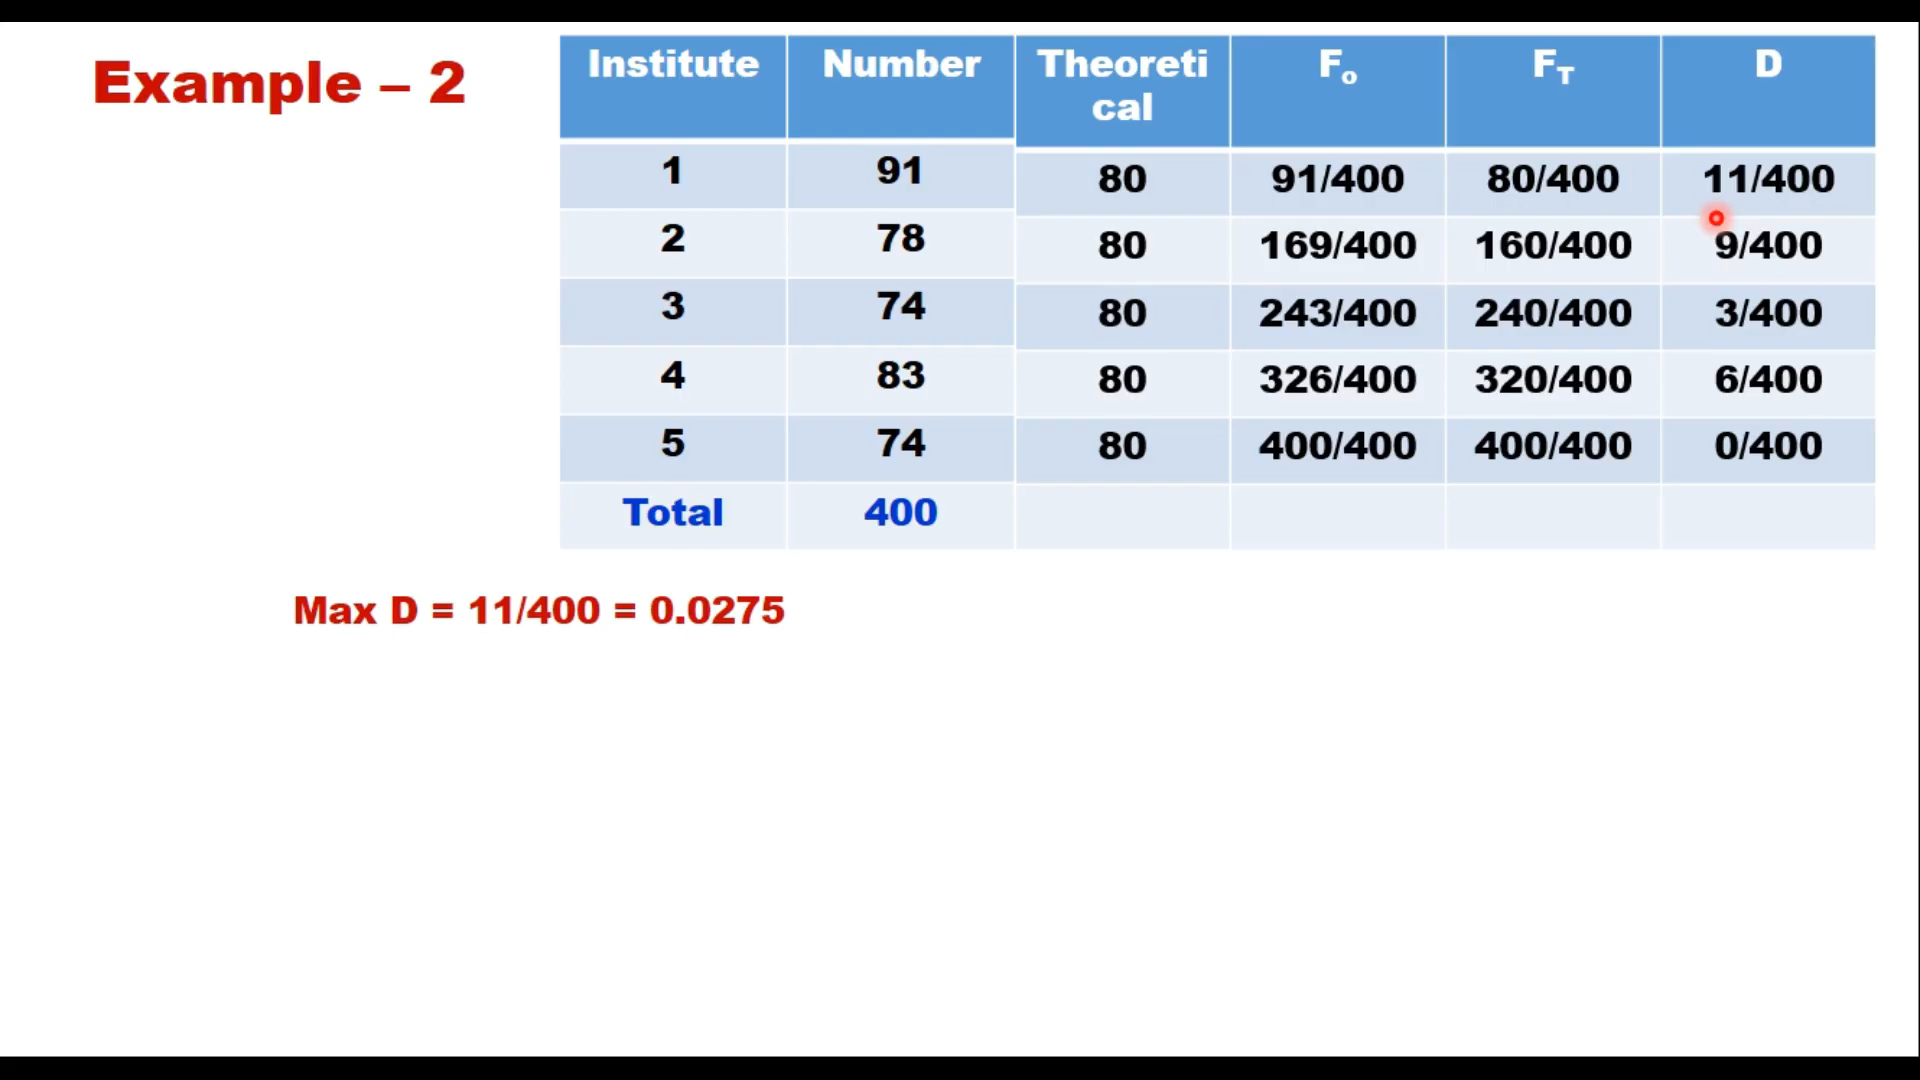 Example – 2
Institute Number Theoreti cal Fo FT D
1 91 80 91/400 80/400 11/400
2 78 80 169/400 160/400 9/400
3 74 80 243/400 240/400 3/400
4 83 80 326/400 320/400 6/400
5 74 80 400/400 400/400 0/400
Total 400
Max D = 11/400 = 0.0275